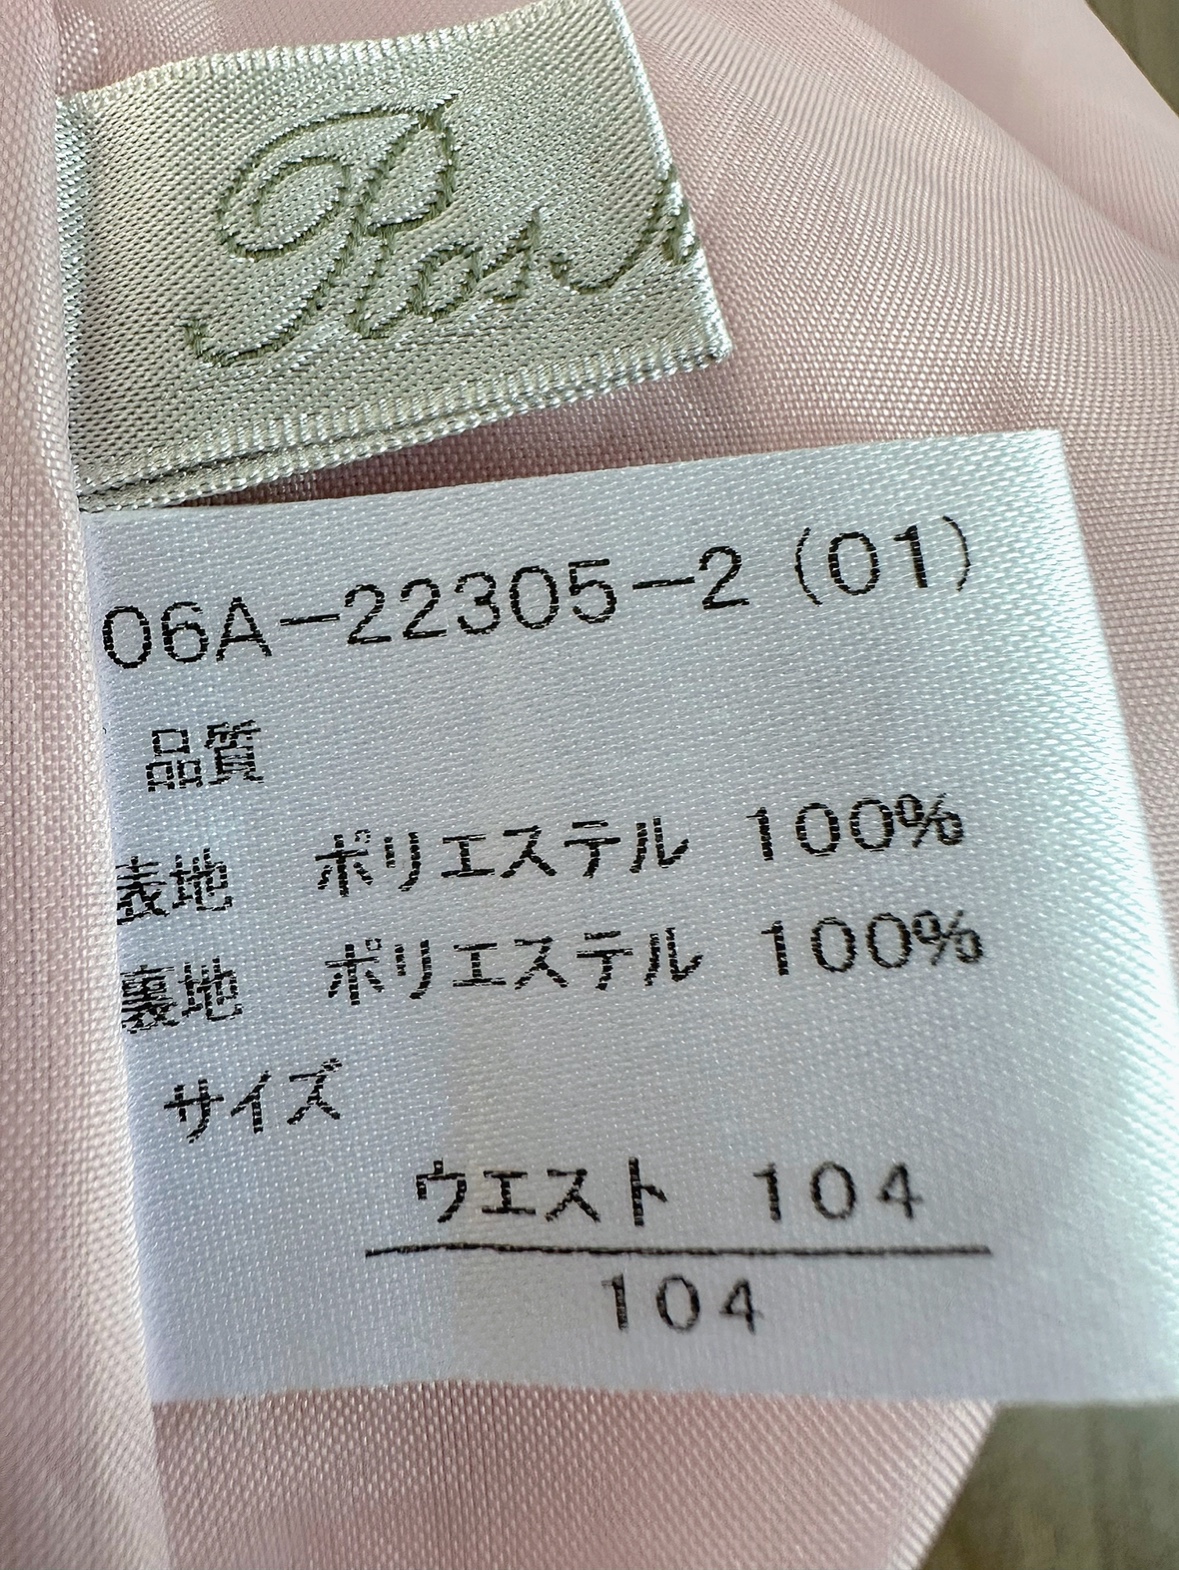 06A-22305-2 (01)
品質
表地 ポリエステル 100%
裏地 ポリエステル 100%
サイズ
ウエスト 104
104